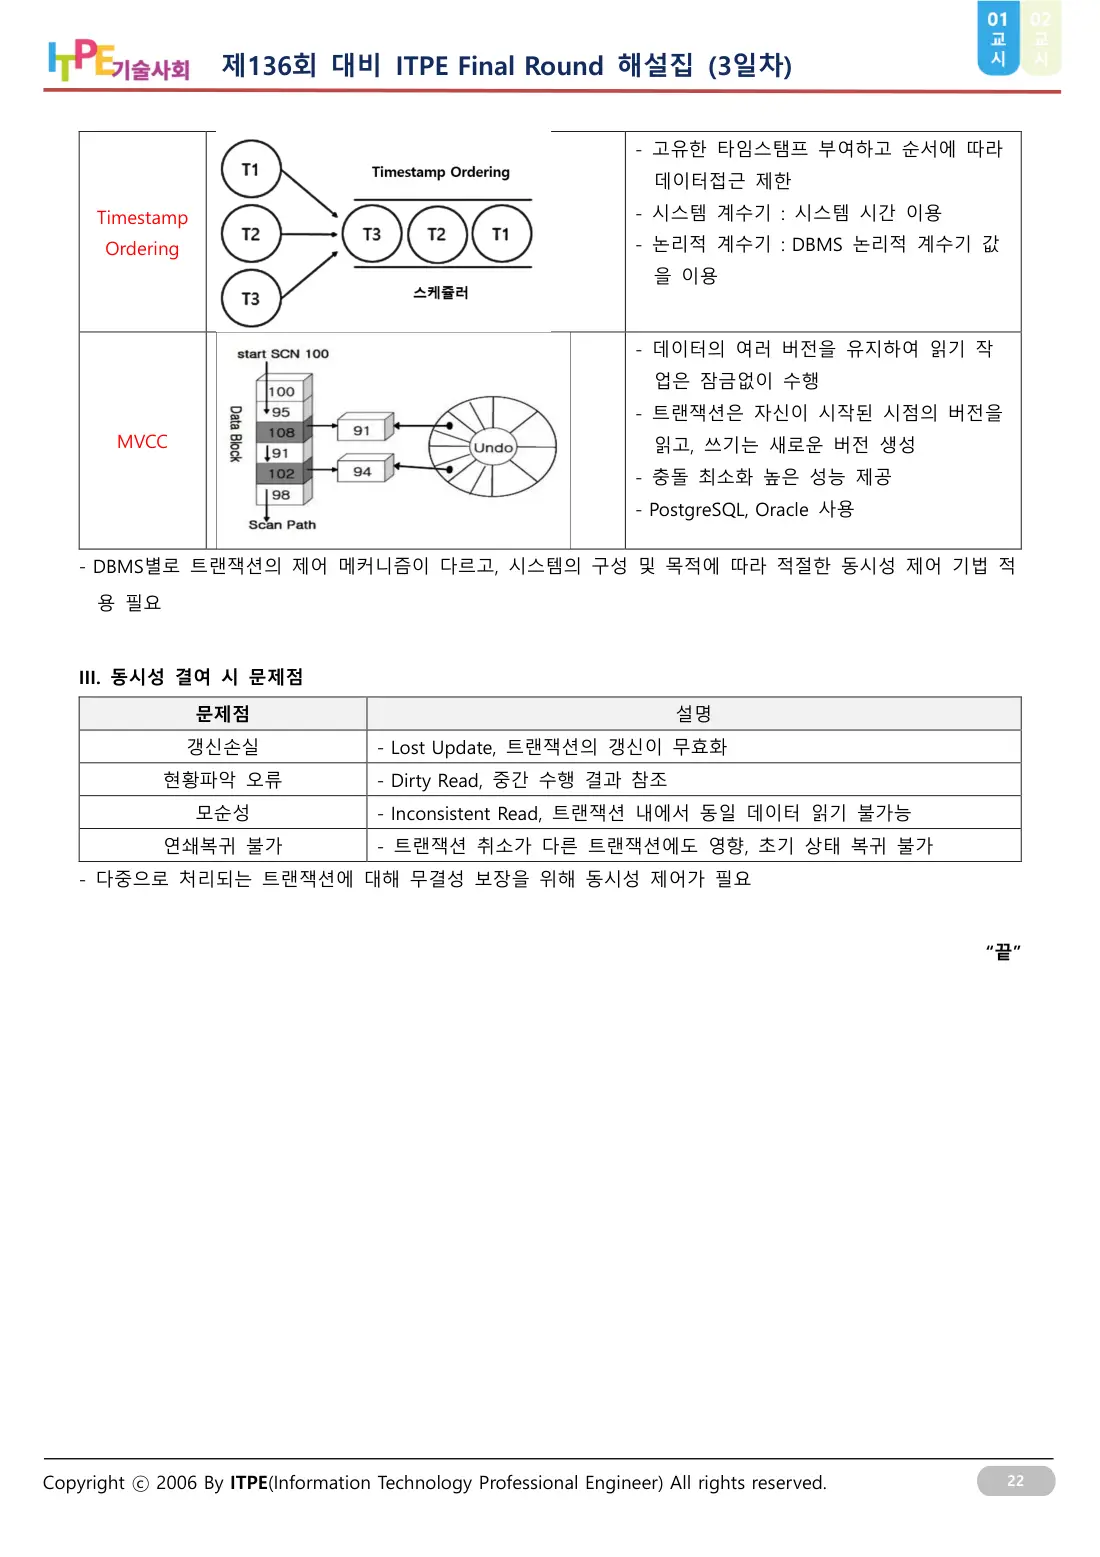 ITPE기술사회
제136회 대비 ITPE Final Round 해설집 (3일차)
01
교
시
02
교
시
Timestamp
Ordering
T1
T2
T3
Timestamp Ordering
T3
T2
T1
스케쥴러
- 고유한 타임스탬프 부여하고 순서에 따라
데이터접근 제한
- 시스템 계수기 : 시스템 시간 이용
- 논리적 계수기 : DBMS 논리적 계수기 값
을 이용
MVCC
start SCN 100
Data Block
100
95
108
91
102
98
Scan Path
91
94
Undo
- 데이터의 여러 버전을 유지하여 읽기 작
업은 잠금없이 수행
- 트랜잭션은 자신이 시작된 시점의 버전을
읽고, 쓰기는 새로운 버전 생성
- 충돌 최소화 높은 성능 제공
- PostgreSQL, Oracle 사용
- DBMS별로 트랜잭션의 제어 메커니즘이 다르고, 시스템의 구성 및 목적에 따라 적절한 동시성 제어 기법 적
용 필요
III. 동시성 결여 시 문제점
문제점
설명
갱신손실
- Lost Update, 트랜잭션의 갱신이 무효화
현황파악 오류
- Dirty Read, 중간 수행 결과 참조
모순성
- Inconsistent Read, 트랜잭션 내에서 동일 데이터 읽기 불가능
연쇄복귀 불가
- 트랜잭션 취소가 다른 트랜잭션에도 영향, 초기 상태 복귀 불가
- 다중으로 처리되는 트랜잭션에 대해 무결성 보장을 위해 동시성 제어가 필요
“끝”
Copyright ⓒ 2006 By ITPE(Information Technology Professional Engineer) All rights reserved.
22